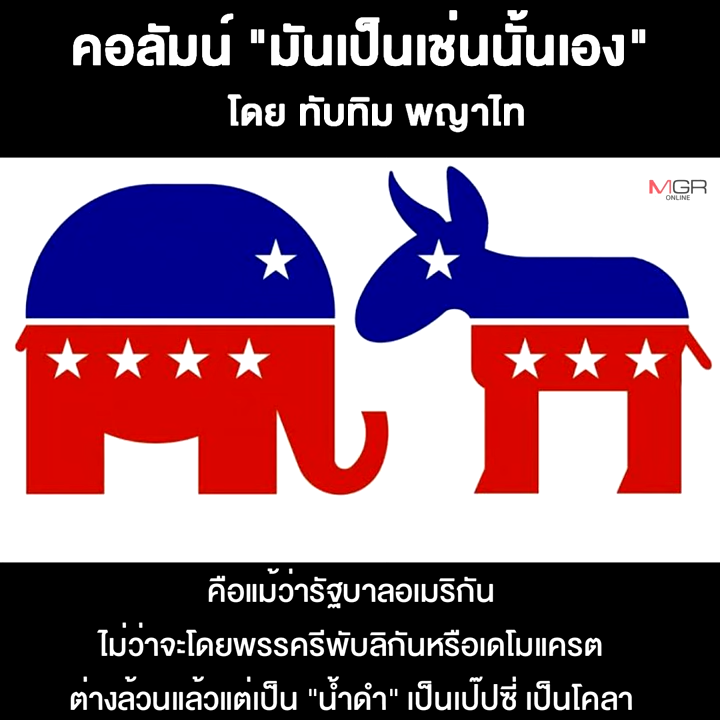 คอลัมน์ "มันเป็นเช่นนั้นเอง"
โดย ทับทิม พญาไท
MGR
ONLINE
คือแม้ว่ารัฐบาลอเมริกัน
ไม่ว่าจะโดยพรรครีพับลิกันหรือเดโมแครต
ต่างล้วนแล้วแต่เป็น "น้ำดำ" เป็นเป๊ปซี่ เป็นโคลา